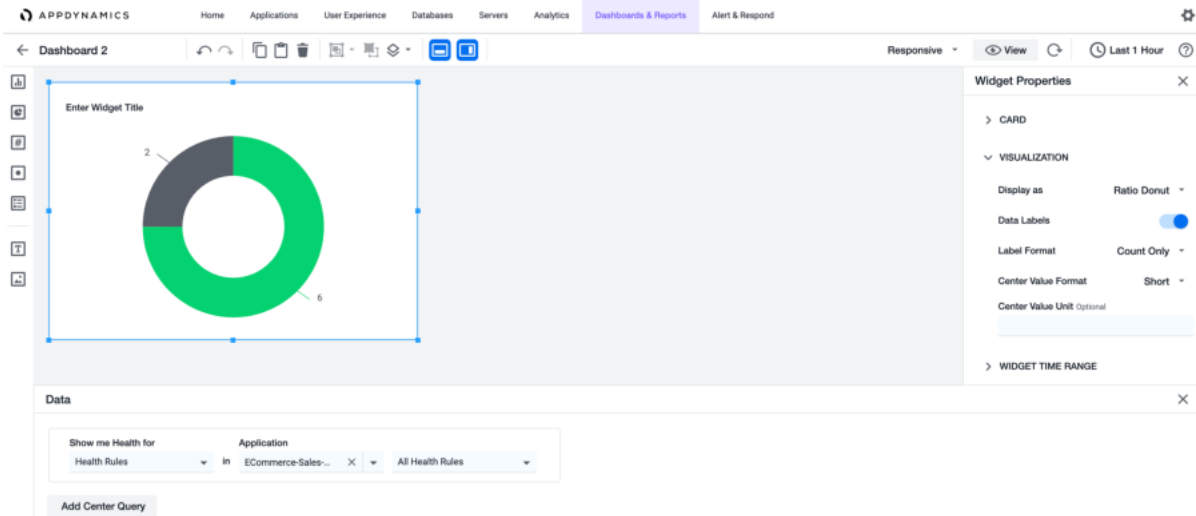 APPDYNAMICS Home Applications User Experience Databases Servers Analytics Dashboards & Reports Alert & Respond
Dashboard 2 Responsive View Last 1 Hour
Widget Properties
Enter Widget Title
CARD
2
VISUALIZATION
Display as Ratio Donut
Data Labels
Label Format Count Only
Center Value Format Short
6
Center Value Unit Optional
WIDGET TIME RANGE
Data
Show me Health for Application
Health Rules in ECommerce-Sales-... All Health Rules
Add Center Query